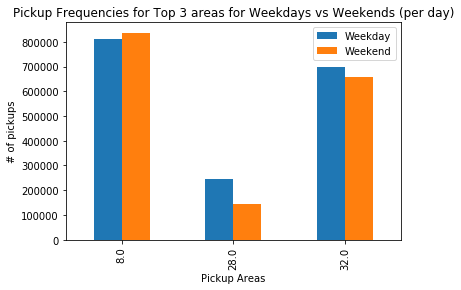 Pickup Frequencies for Top 3 areas for Weekdays vs Weekends (per day)
Weekday
Weekend
800000
700000
600000
500000
400000
300000
200000
100000
0
# of pickups
8.0
28.0
32.0
Pickup Areas